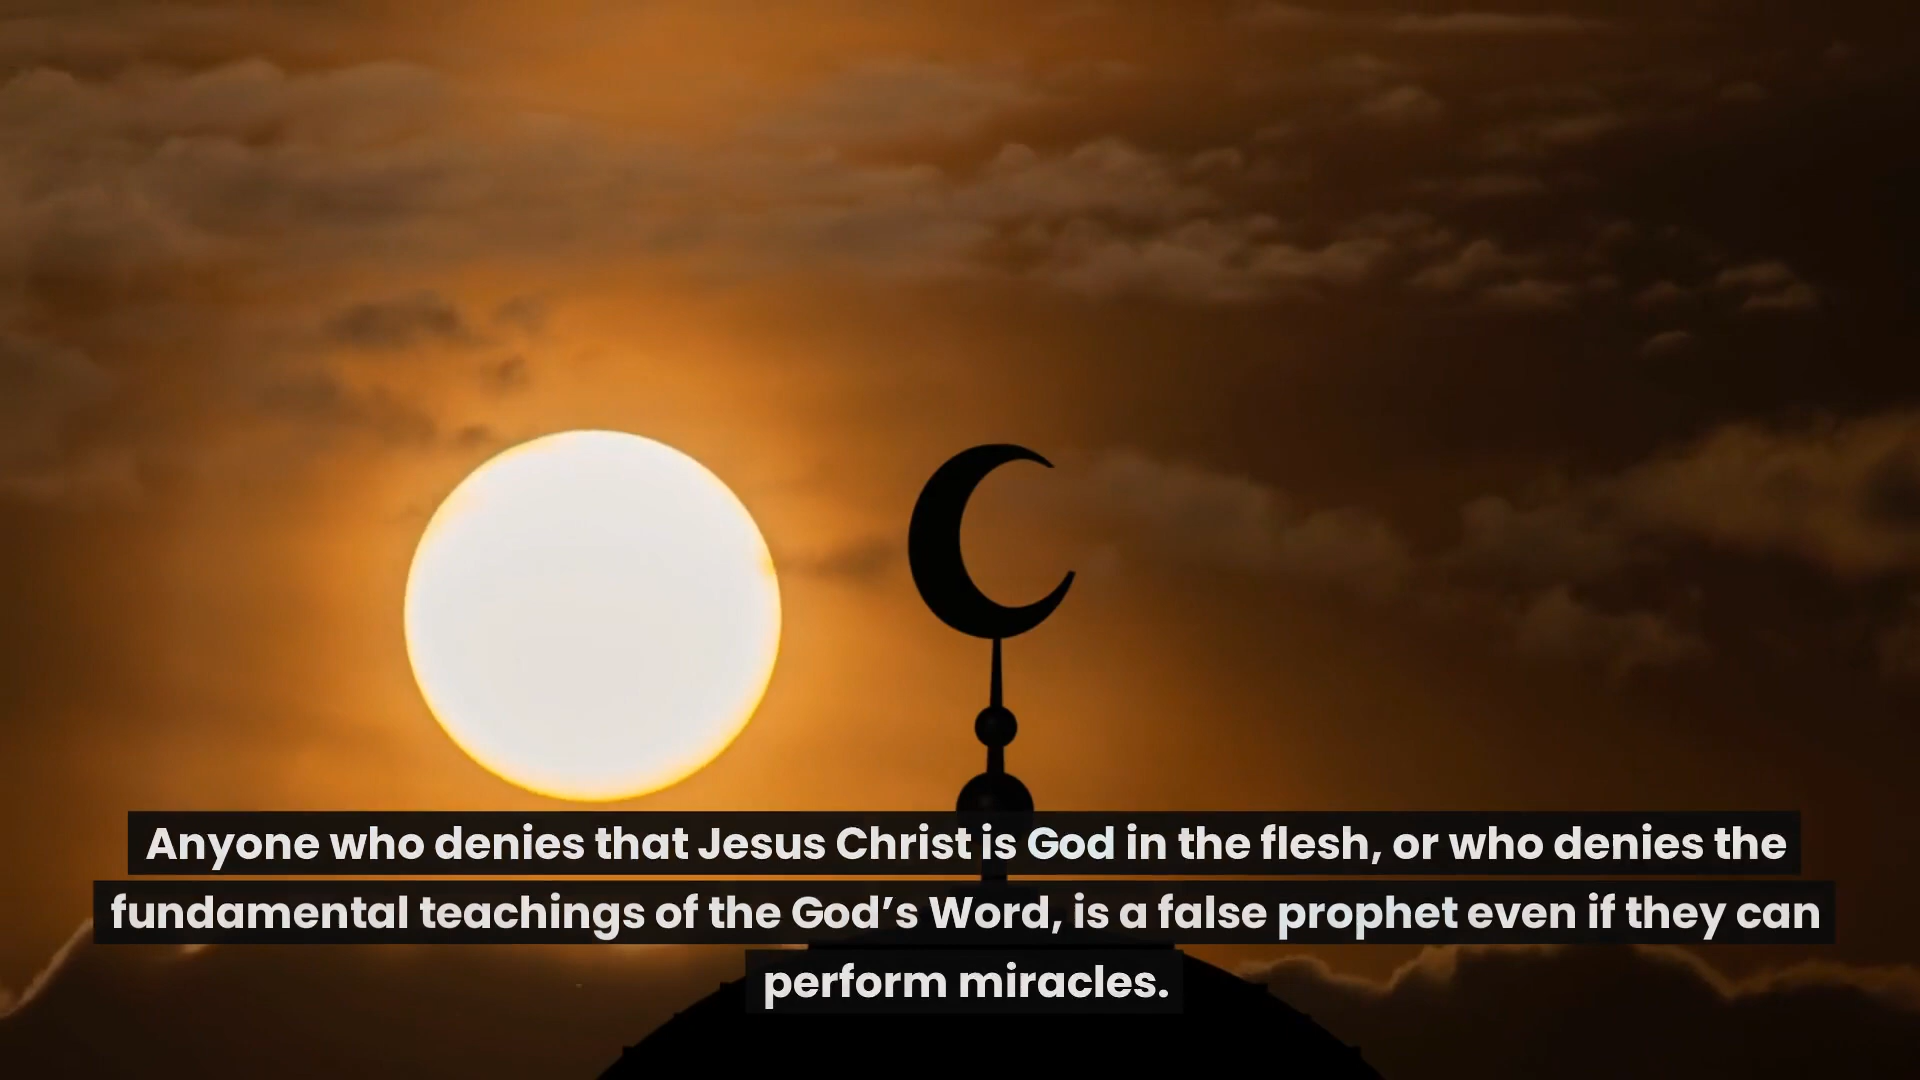 Anyone who denies that Jesus Christ is God in the flesh, or who denies the
fundamental teachings of the God’s Word, is a false prophet even if they can
perform miracles.